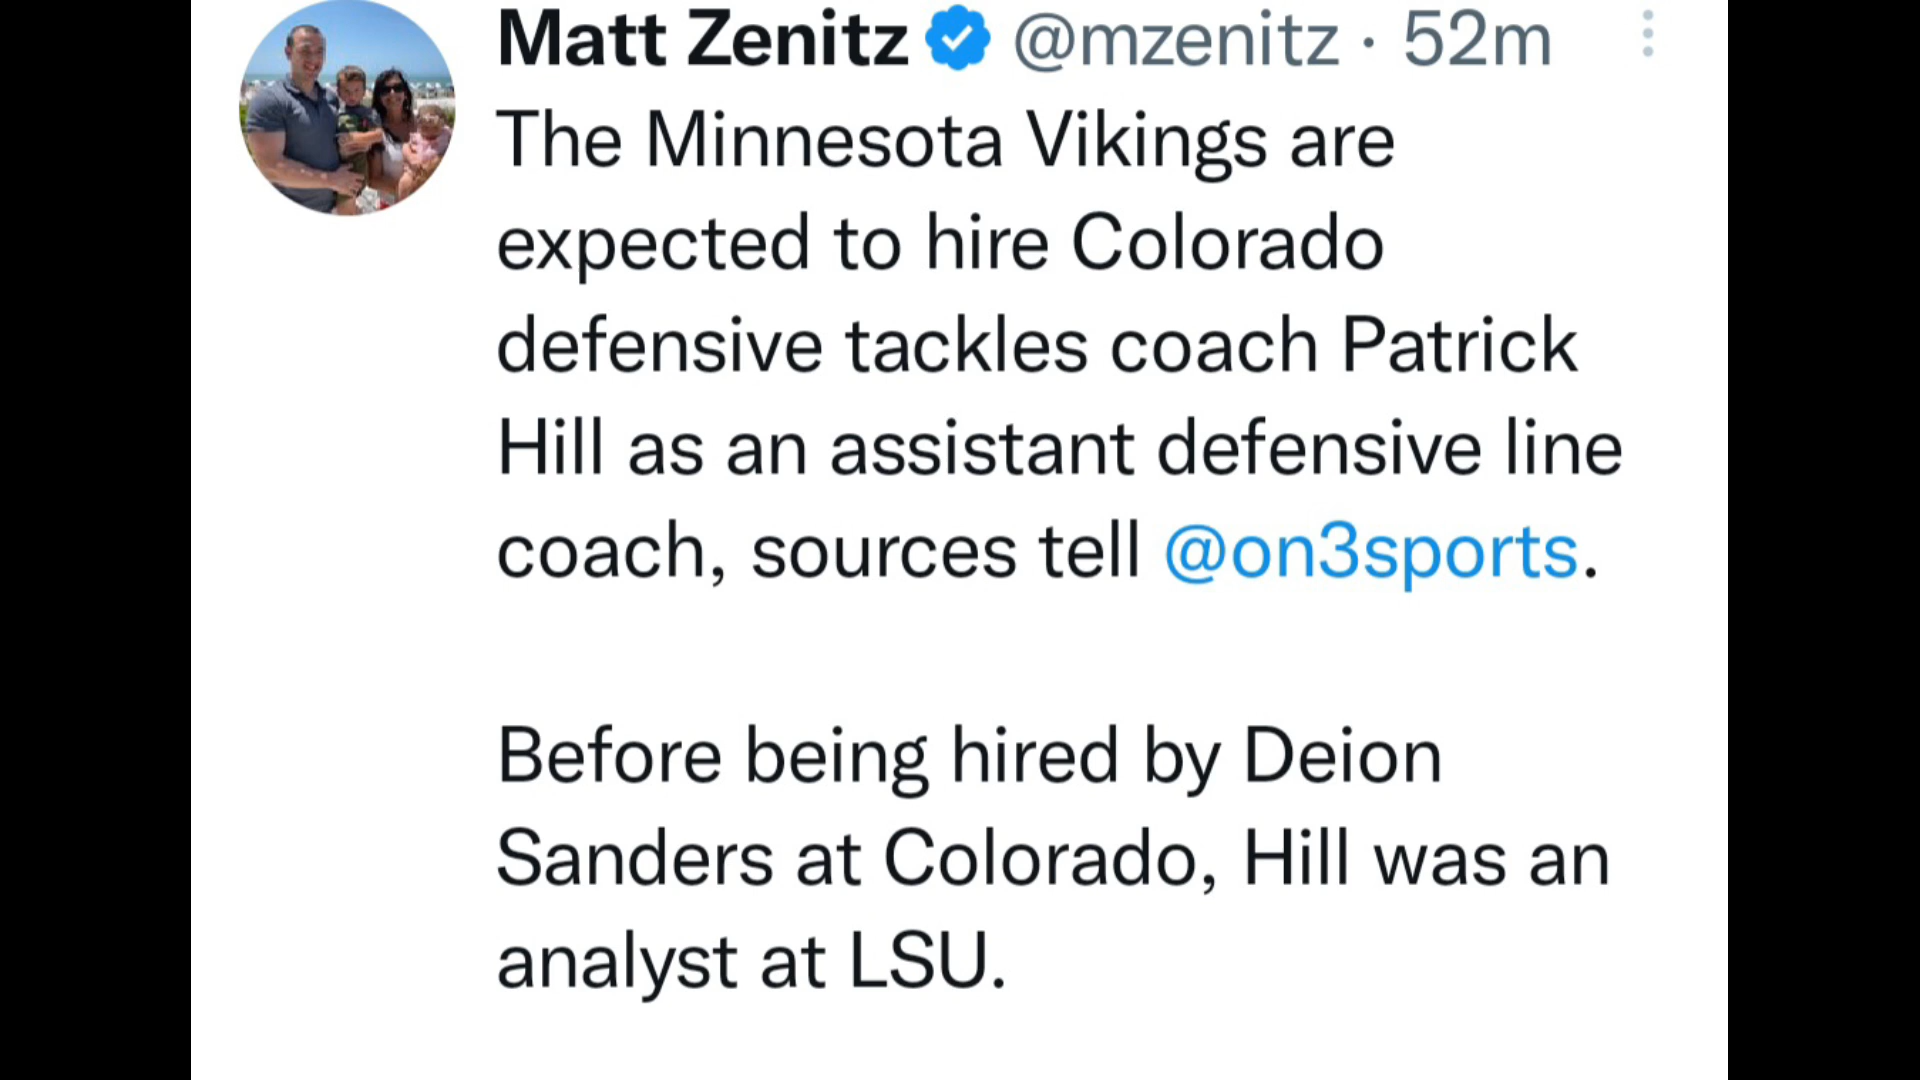 Matt Zenitz @mzenitz · 52m
The Minnesota Vikings are
expected to hire Colorado
defensive tackles coach Patrick
Hill as an assistant defensive line
coach, sources tell @on3sports.
Before being hired by Deion
Sanders at Colorado, Hill was an
analyst at LSU.